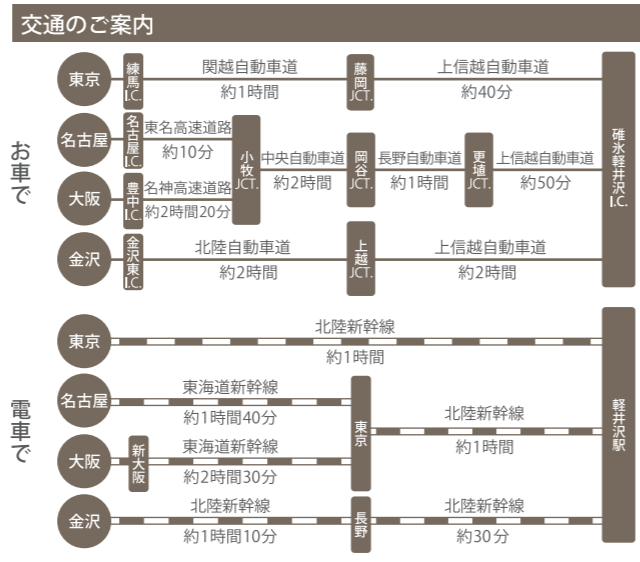 交通のご案内
お車で
東京
練馬I.C.
関越自動車道
約1時間
藤岡JCT.
上信越自動車道
約40分
名古屋
名古屋I.C.
東名高速道路
約10分
大阪
豊中I.C.
名神高速道路
約2時間20分
小牧JCT.
中央自動車道
約2時間
岡谷JCT.
長野自動車道
約1時間
更埴JCT.
上信越自動車道
約50分
金沢
金沢東I.C.
北陸自動車道
約2時間
上越JCT.
上信越自動車道
約2時間
碓氷軽井沢I.C.
電車で
東京
北陸新幹線
約1時間
名古屋
東海道新幹線
約1時間40分
大阪
新大阪
東海道新幹線
約2時間30分
東京
北陸新幹線
約1時間
金沢
北陸新幹線
約1時間10分
長野
北陸新幹線
約30分
軽井沢駅